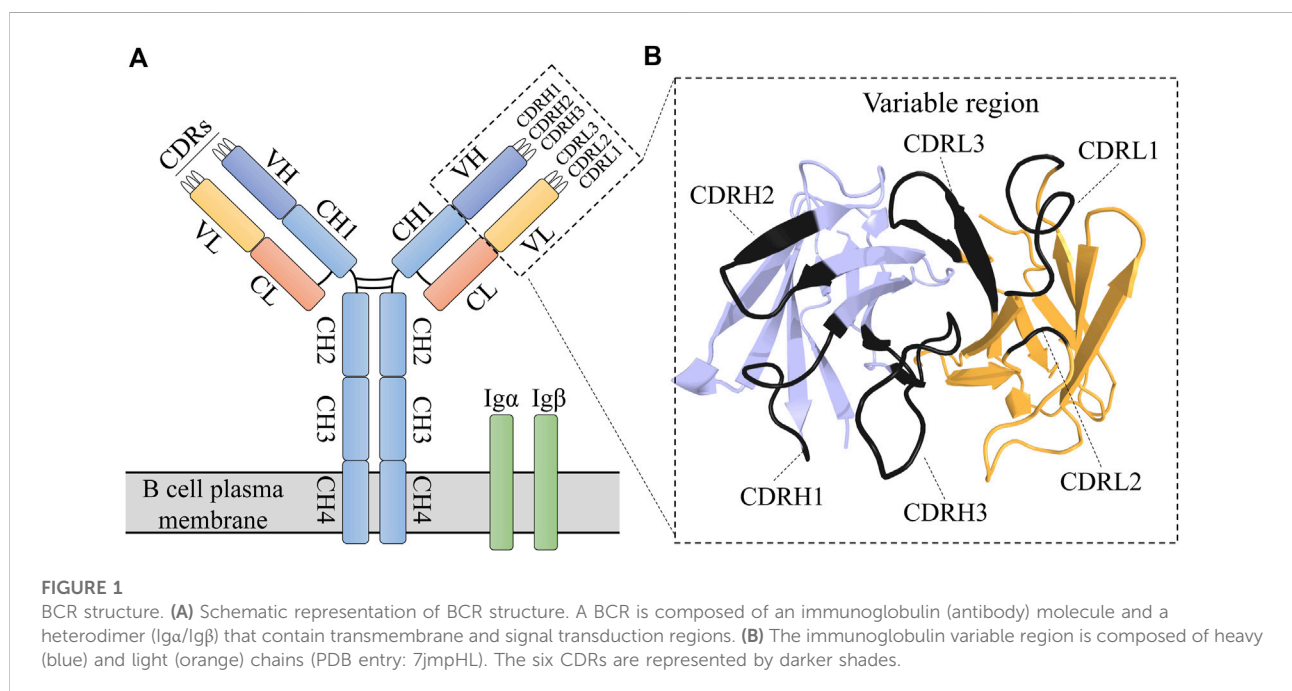 A
CDRs
VH
VL
CH1
CL
CH1
VH
CDRH1
CDRH2
CDRH3
CDRL3
CDRL2
CDRL1
VL
CL
CH2
CH2
CH3
CH3
CH4
CH4
Igα Igβ
B cell plasma
membrane
B
Variable region
CDRL3
CDRL1
CDRH2
CDRH1
CDRH3
CDRL2
FIGURE 1
BCR structure. (A) Schematic representation of BCR structure. A BCR is composed of an immunoglobulin (antibody) molecule and a
heterodimer (Igα/Igβ) that contain transmembrane and signal transduction regions. (B) The immunoglobulin variable region is composed of heavy
(blue) and light (orange) chains (PDB entry: 7jmpHL). The six CDRs are represented by darker shades.